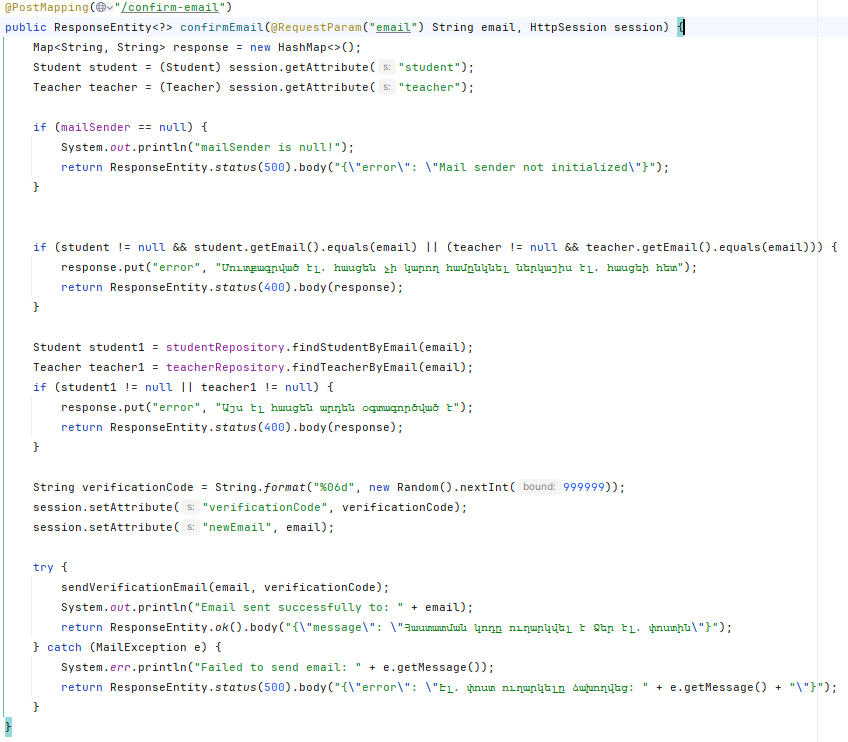 @PostMapping("/confirm-email")
public ResponseEntity<?> confirmEmail(@RequestParam("email") String email, HttpSession session) {
    Map<String, String> response = new HashMap<>();
    Student student = (Student) session.getAttribute( s: "student");
    Teacher teacher = (Teacher) session.getAttribute( s: "teacher");
    if (mailSender == null) {
        System.out.println("mailSender is null!");
        return ResponseEntity.status(500).body("{\"error\": \"Mail sender not initialized\"}");
    }
    if (student != null && student.getEmail().equals(email) || (teacher != null && teacher.getEmail().equals(email))) {
        response.put("error", "Մուտքագրված էլ. հասցեն չի կարող համընկնել ներկայիս էլ. հասցեի հետ");
        return ResponseEntity.status(400).body(response);
    }
    Student student1 = studentRepository.findStudentByEmail(email);
    Teacher teacher1 = teacherRepository.findTeacherByEmail(email);
    if (student1 != null || teacher1 != null) {
        response.put("error", "Այս էլ հասցեն արդեն օգտագործված է");
        return ResponseEntity.status(400).body(response);
    }
    String verificationCode = String.format("%06d", new Random().nextInt( bound: 999999));
    session.setAttribute( s: "verificationCode", verificationCode);
    session.setAttribute( s: "newEmail", email);
    try {
        sendVerificationEmail(email, verificationCode);
        System.out.println("Email sent successfully to: " + email);
        return ResponseEntity.ok().body("{\"message\": \"Հաստատման կոդը ուղարկվել է Ձեր էլ. փոստին\"}");
    } catch (MailException e) {
        System.err.println("Failed to send email: " + e.getMessage());
        return ResponseEntity.status(500).body("{\"error\": \"Էլ. փոստ ուղարկելը ձախողվեց: " + e.getMessage() + "\"}");
    }
}